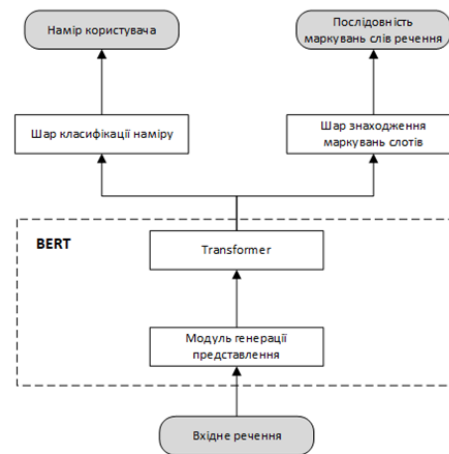 Намір користувача
Послідовність
маркувань слів речення
Шар класифікації наміру
Шар знаходження
маркувань слотів
BERT
Transformer
Модуль генерації
представлення
Вхідне речення